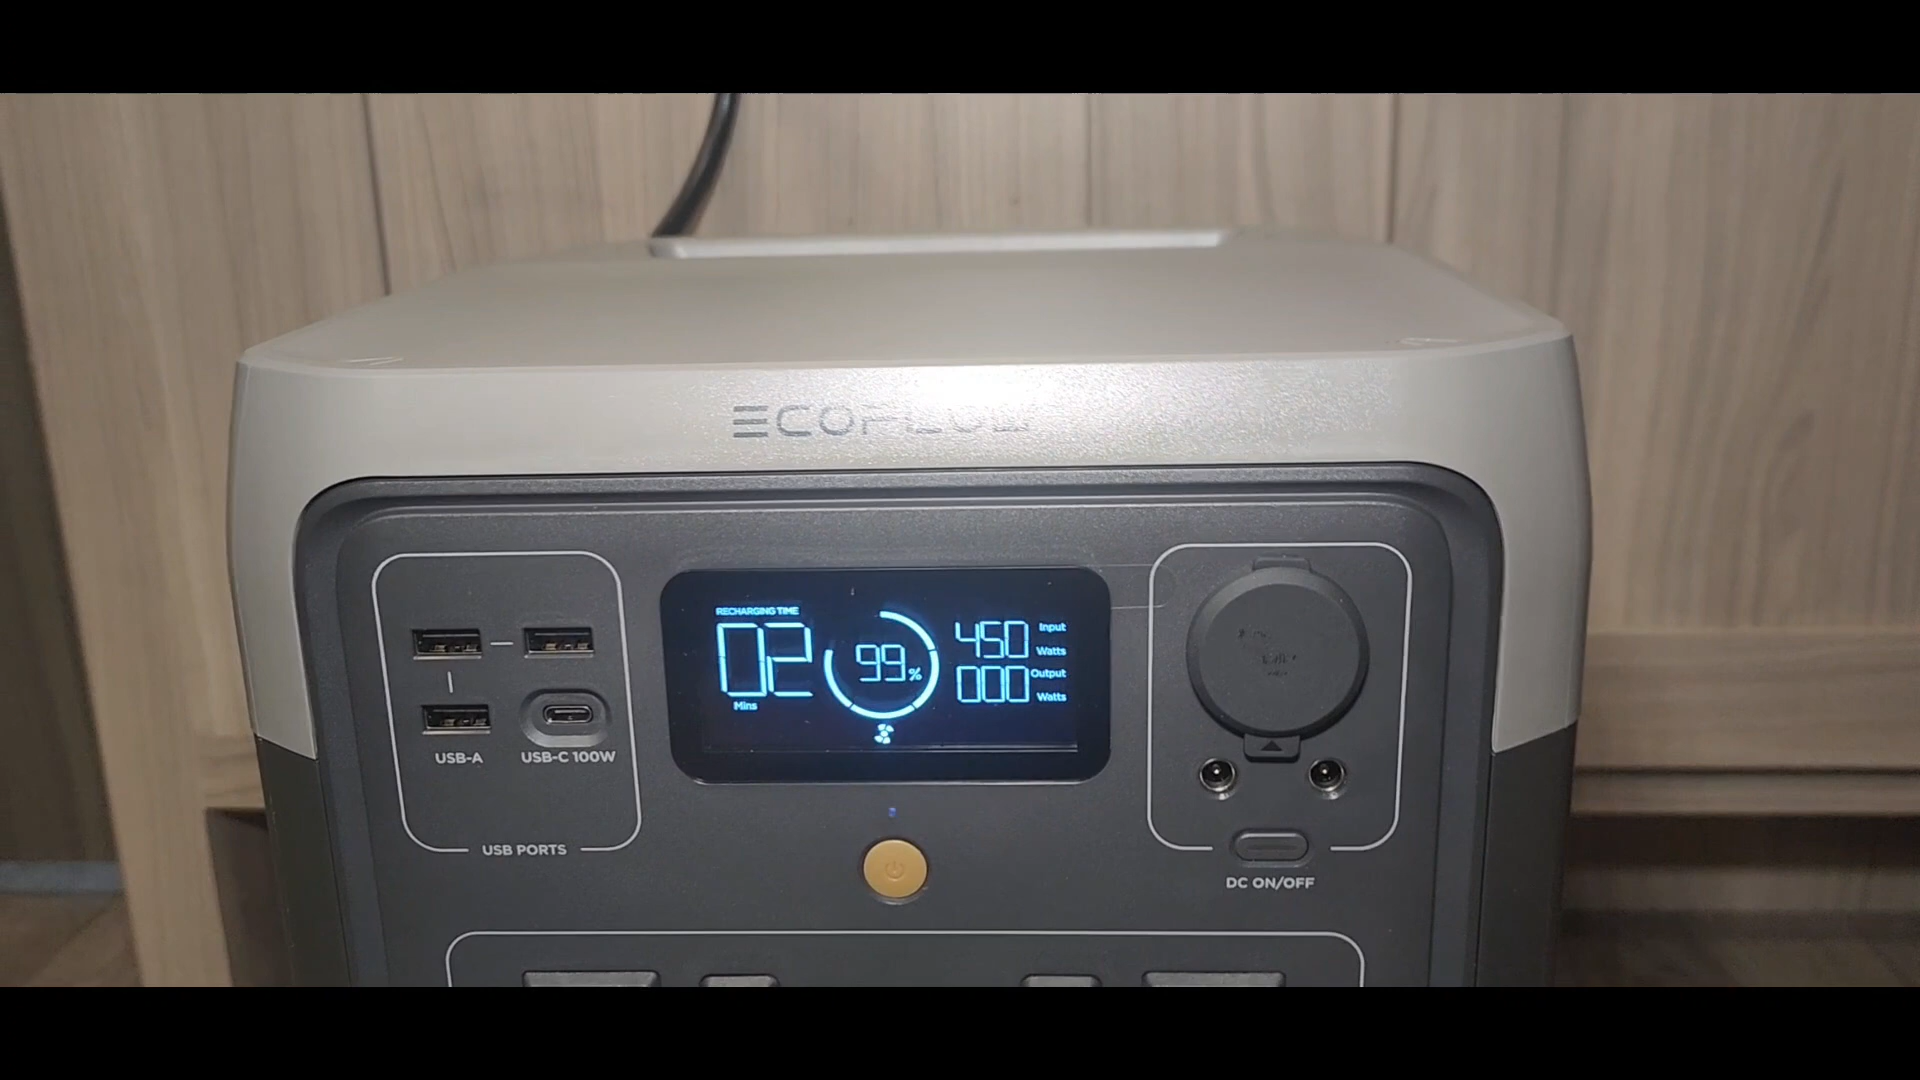 ECOFLOW
RECHARGING TIME
02
Mins
99%
450 Input Watts
000 Output Watts
USB-A
USB-C 100W
USB PORTS
DC ON/OFF